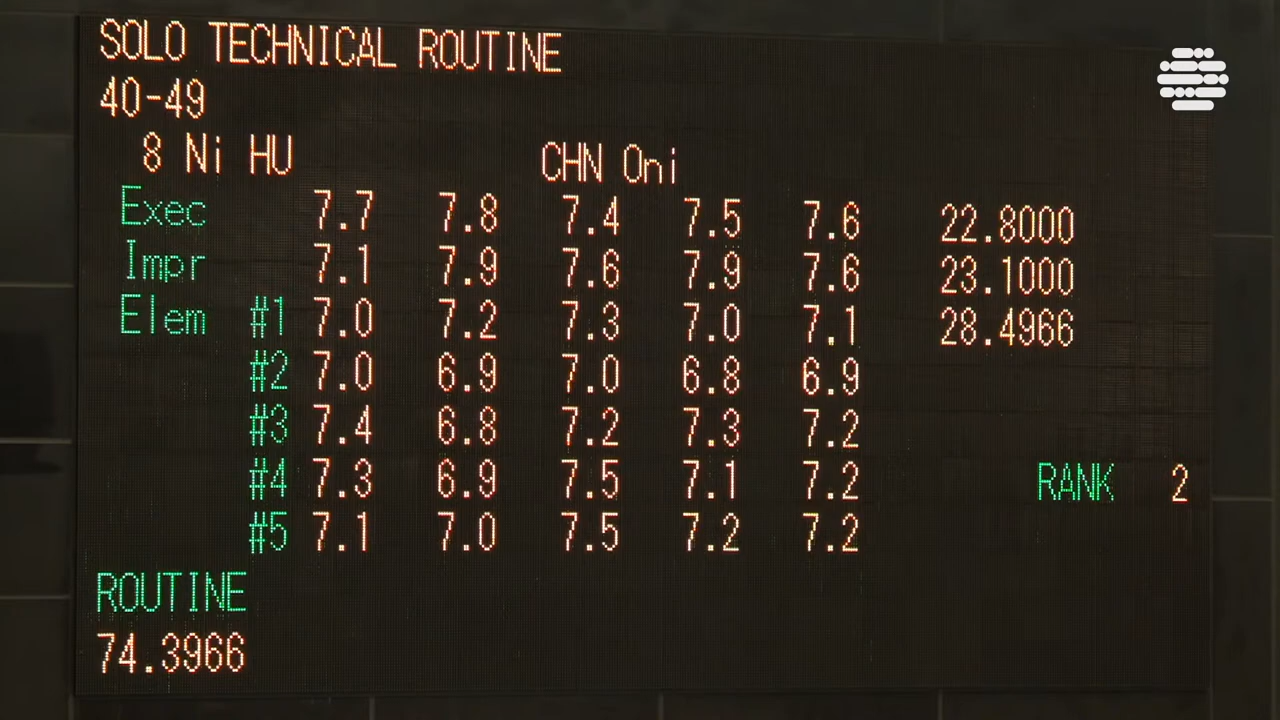 SOLO TECHNICAL ROUTINE
40-49
8 Ni HU CHN Oni
Exec 7.7 7.8 7.4 7.5 7.6 22.8000
Impr 7.1 7.9 7.6 7.9 7.6 23.1000
Elem #1 7.0 7.2 7.3 7.0 7.1 28.4966
#2 7.0 6.9 7.0 6.8 6.9
#3 7.4 6.8 7.2 7.3 7.2
#4 7.3 6.9 7.5 7.1 7.2 RANK 2
#5 7.1 7.0 7.5 7.2 7.2
ROUTINE
74.3966